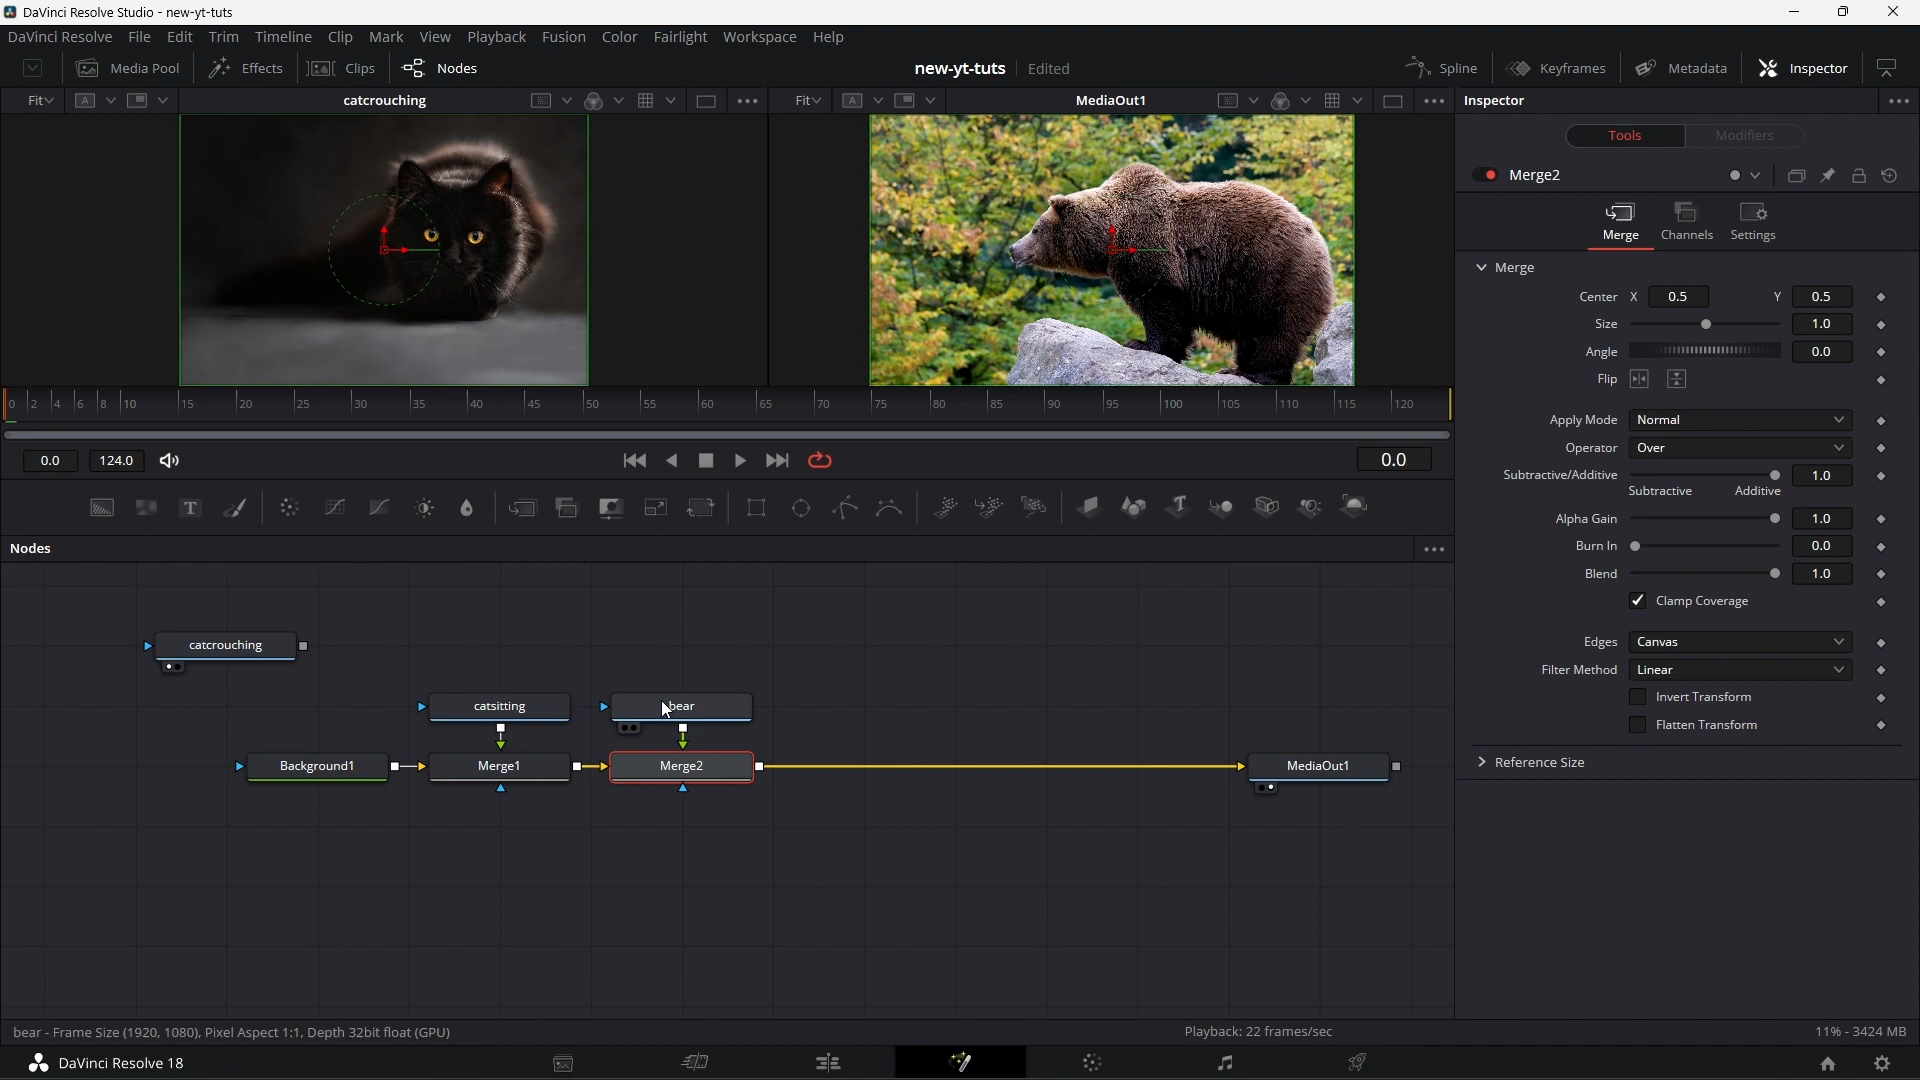 DaVinci Resolve Studio - new-yt-tuts
DaVinci Resolve File Edit Trim Timeline Clip Mark View Playback Fusion Color Fairlight Workspace Help
Media Pool Effects Clips Nodes new-yt-tuts Edited Spline Keyframes Metadata Inspector
Fit A catcrouching Fit A MediaOut1 Inspector
Tools Modifiers
Merge2
Merge Channels Settings
Merge
Center X 0.5 Y 0.5
Size 1.0
Angle 0.0
Flip
0 2 4 6 8 10 15 20 25 30 35 40 45 50 55 60 65 70 75 80 85 90 95 100 105 110 115 120
Apply Mode Normal
Operator Over
0.0 124.0 0.0
Subtractive/Additive 1.0
Subtractive Additive
Alpha Gain 1.0
Burn In 0.0
Blend 1.0
Clamp Coverage
Edges Canvas
Filter Method Linear
Invert Transform
Flatten Transform
Reference Size
Nodes
catcrouching
catsitting bear
Background1 Merge1 Merge2 MediaOut1
bear - Frame Size (1920, 1080), Pixel Aspect 1:1, Depth 32bit float (GPU) Playback: 22 frames/sec 11% - 3424 MB
DaVinci Resolve 18